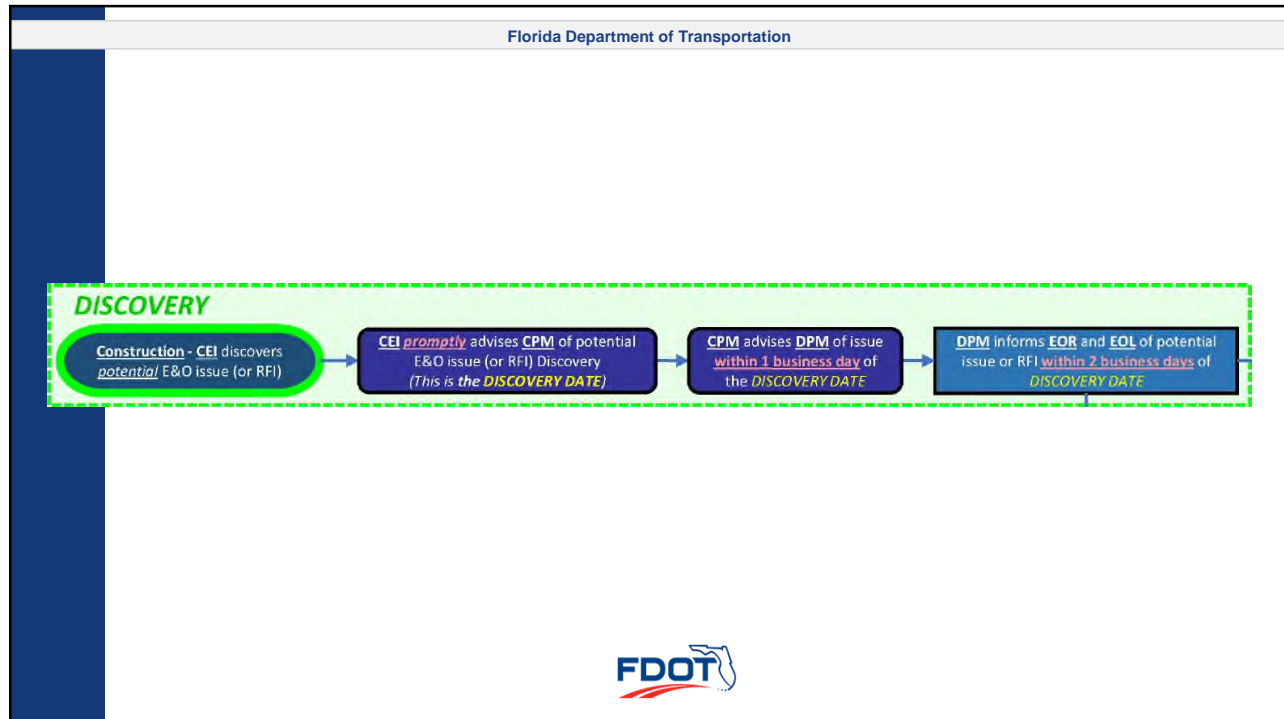 Florida Department of Transportation
DISCOVERY
Construction - CEI discovers
potential E&O issue (or RFI)
CEI promptly advises CPM of potential
E&O issue (or RFI) Discovery
(This is the DISCOVERY DATE)
CPM advises DPM of issue
within 1 business day of
the DISCOVERY DATE
DPM informs EOR and EOL of potential
issue or RFI within 2 business days of
DISCOVERY DATE
FDOT